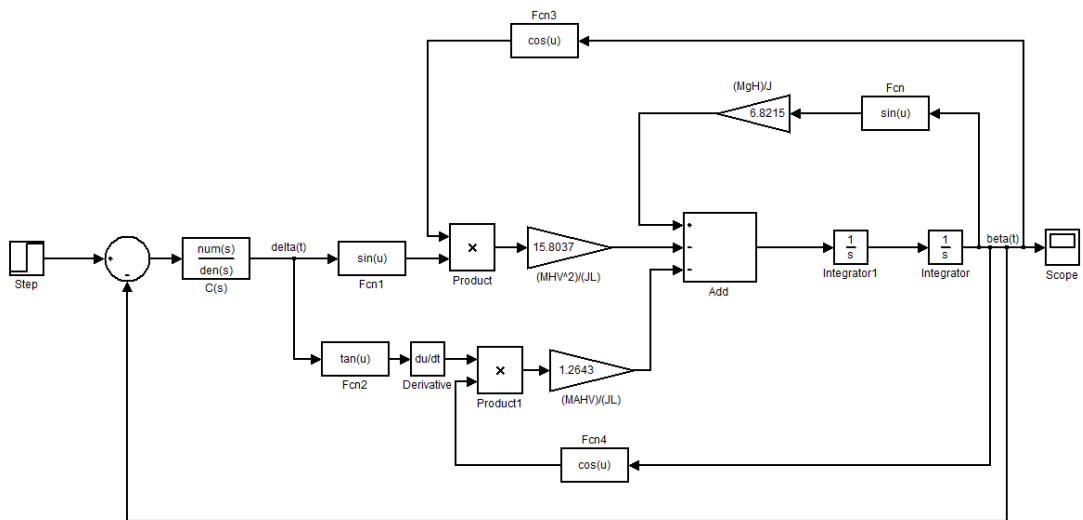 Fcn3
cos(u)
(MgH)/J
6.8215
Fcn
sin(u)
+
-
-
Add
1
s
Integrator1
1
s
Integrator
beta(t)
Scope
Step
+
-
num(s)
den(s)
C(s)
delta(t)
sin(u)
Fcn1
×
Product
15.8037
(MHV^2)/(JL)
tan(u)
Fcn2
du/dt
Derivative
×
Product1
1.2643
(MAHV)/(JL)
Fcn4
cos(u)